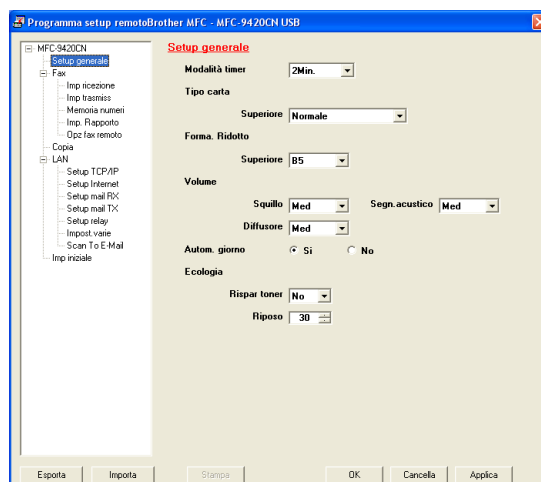 Programma setup remotoBrother MFC - MFC-9420CN USB
MFC-9420CN
Setup generale
Fax
Imp ricezione
Imp trasmiss
Memoria numeri
Imp. Rapporto
Opz fax remoto
Copia
LAN
Setup TCP/IP
Setup Internet
Setup mail RX
Setup mail TX
Setup relay
Impost.varie
Scan To E-Mail
Imp iniziale
Setup generale
Modalità timer 2Min.
Tipo carta
Superiore Normale
Forma. Ridotto
Superiore B5
Volume
Squillo Med Segn.acustico Med
Diffusore Med
Autom. giorno Si No
Ecologia
Rispar toner No
Riposo 30
Esporta Importa Stampa OK Cancella Applica